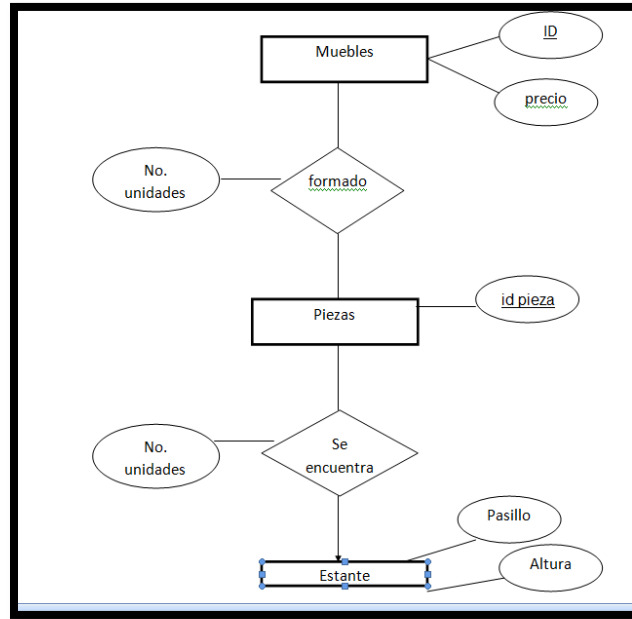 ID
Muebles
precio
No.
unidades
formado
id pieza
Piezas
No.
unidades
Se
encuentra
Pasillo
Altura
Estante